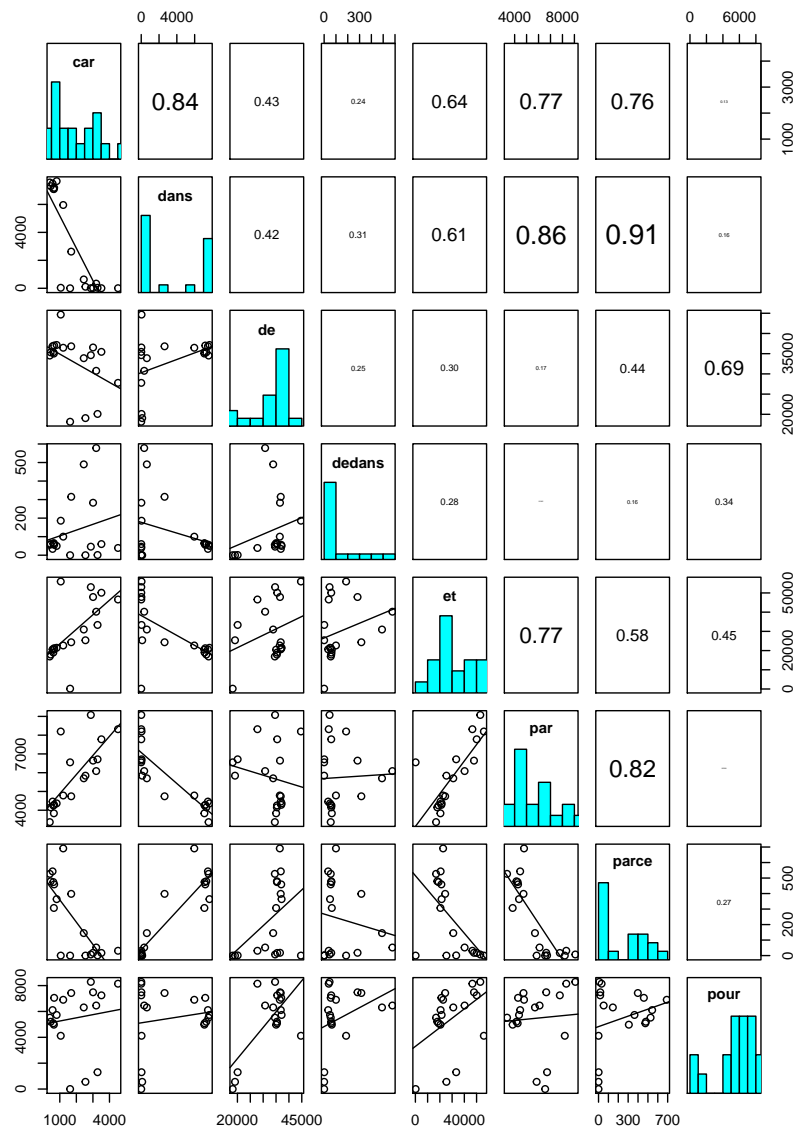 0 4000 0 300 4000 8000 0 6000
car 0.84 0.43 0.24 0.64 0.77 0.76
1000 3000
0 4000
dans 0.42 0.31 0.61 0.86 0.91 0.16
de 0.25 0.30 0.17 0.44 0.69
20000 35000
0 200 500
dedans 0.28 0.16 0.34
et 0.77 0.58 0.45
0 20000 50000
4000 7000
par 0.82
parce 0.27
0 200 500
0 4000 8000
pour
1000 4000 20000 45000 0 40000 0 300 700